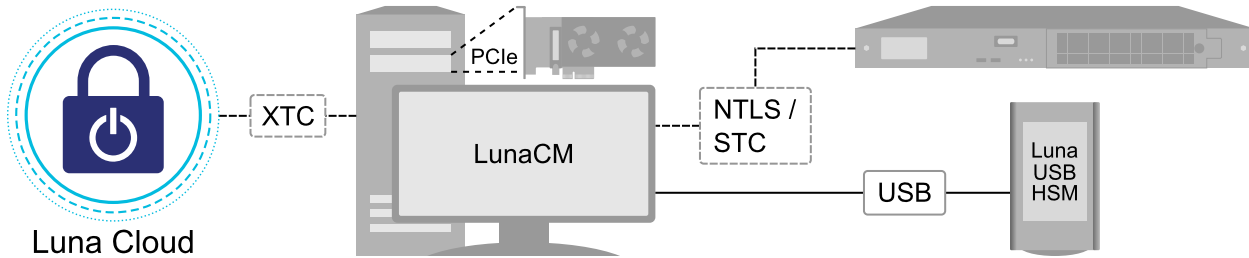 PCIe
XTC
NTLS /
STC
LunaCM
Luna
USB
HSM
USB
Luna Cloud